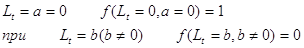 L_t = a = 0 f(L_t = 0, a = 0) = 1
при L_t = b(b ≠ 0) f(L_t = b, b ≠ 0) = 0